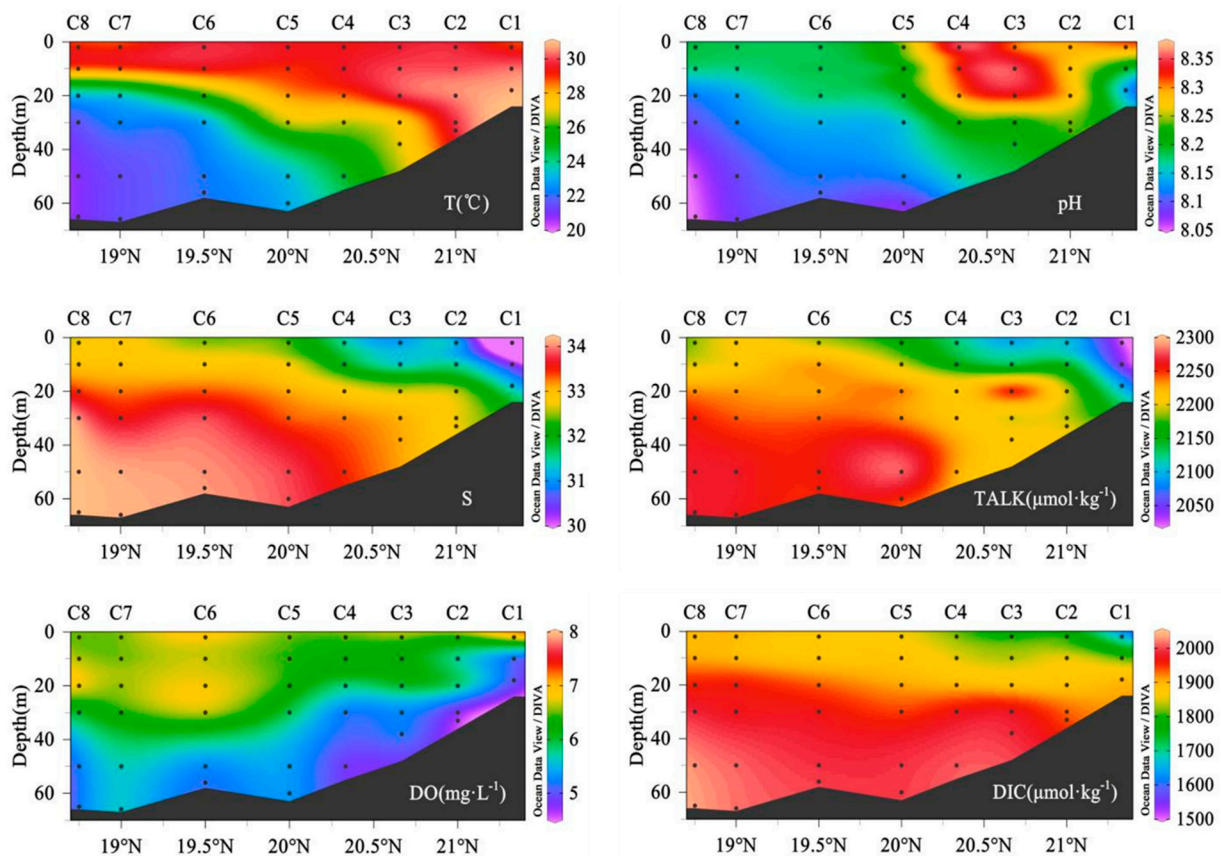 C8 C7 C6 C5 C4 C3 C2 C1
0
20
40
60
Depth(m)
T(℃)
19°N 19.5°N 20°N 20.5°N 21°N
30
28
26
24
22
20
Ocean Data View / DIVA
C8 C7 C6 C5 C4 C3 C2 C1
0
20
40
60
Depth(m)
pH
19°N 19.5°N 20°N 20.5°N 21°N
8.35
8.3
8.25
8.2
8.15
8.1
8.05
Ocean Data View / DIVA
C8 C7 C6 C5 C4 C3 C2 C1
0
20
40
60
Depth(m)
S
19°N 19.5°N 20°N 20.5°N 21°N
34
33
32
31
30
Ocean Data View / DIVA
C8 C7 C6 C5 C4 C3 C2 C1
0
20
40
60
Depth(m)
TALK(μmol·kg⁻¹)
19°N 19.5°N 20°N 20.5°N 21°N
2300
2250
2200
2150
2100
2050
Ocean Data View / DIVA
C8 C7 C6 C5 C4 C3 C2 C1
0
20
40
60
Depth(m)
DO(mg·L⁻¹)
19°N 19.5°N 20°N 20.5°N 21°N
8
7
6
5
Ocean Data View / DIVA
C8 C7 C6 C5 C4 C3 C2 C1
0
20
40
60
Depth(m)
DIC(μmol·kg⁻¹)
19°N 19.5°N 20°N 20.5°N 21°N
2000
1900
1800
1700
1600
1500
Ocean Data View / DIVA